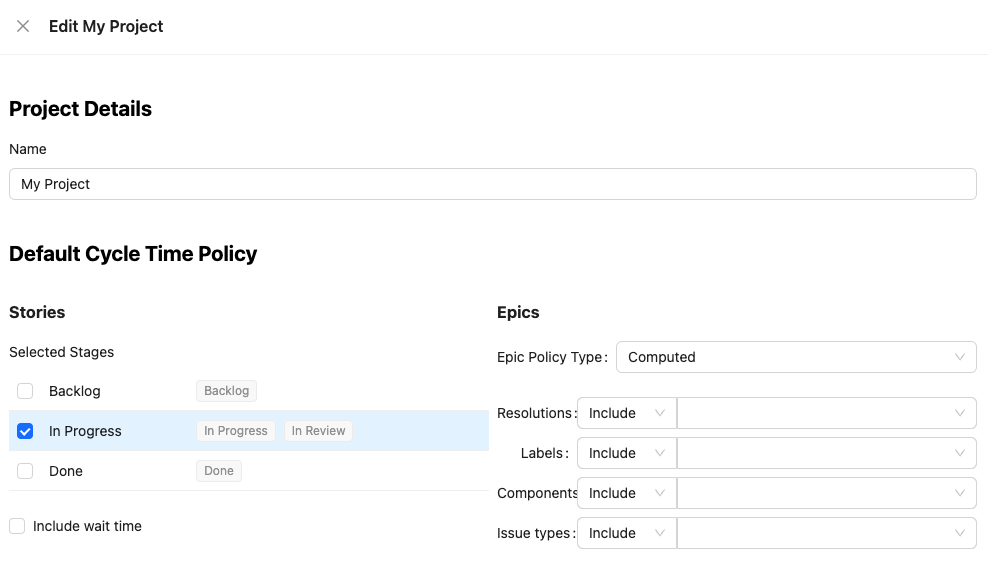 Edit My Project
Project Details
Name
My Project
Default Cycle Time Policy
Stories
Selected Stages
Backlog Backlog
In Progress In Progress In Review
Done Done
Include wait time
Epics
Epic Policy Type: Computed
Resolutions: Include
Labels: Include
Components Include
Issue types: Include